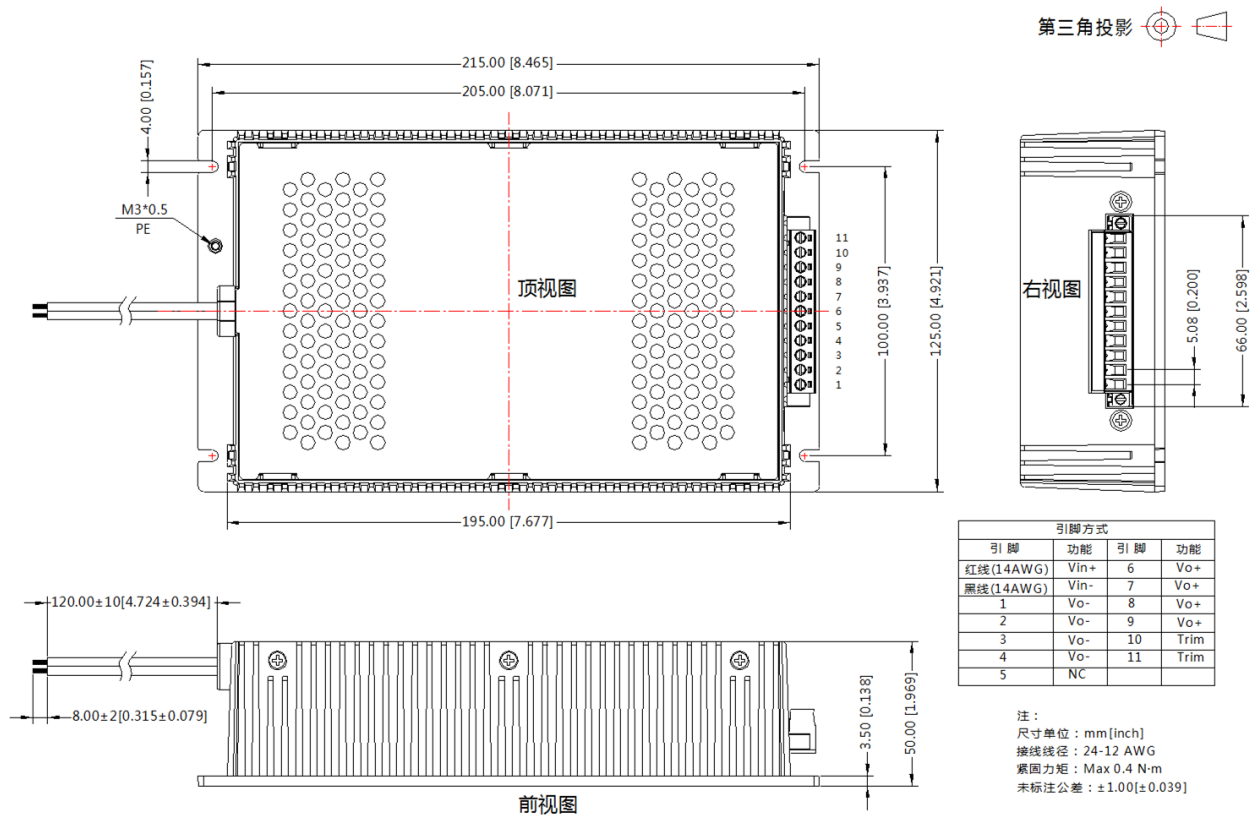 第三角投影
215.00 [8.465]
205.00 [8.071]
4.00 [0.157]
M3*0.5
PE
顶视图
11
10
9
8
7
6
5
4
3
2
1
100.00 [3.937]
125.00 [4.921]
195.00 [7.677]
右视图
5.08 [0.200]
66.00 [2.598]
引脚方式
引 脚 功能 引 脚 功能
红线(14AWG) Vin+ 6 Vo+
黑线(14AWG) Vin- 7 Vo+
1 Vo- 8 Vo+
2 Vo- 9 Vo+
3 Vo- 10 Trim
4 Vo- 11 Trim
5 NC
120.00±10[4.724±0.394]
8.00±2[0.315±0.079]
3.50 [0.138]
50.00 [1.969]
前视图
注：
尺寸单位：mm[inch]
接线线径：24-12 AWG
紧固力矩：Max 0.4 N·m
未标注公差：±1.00[±0.039]